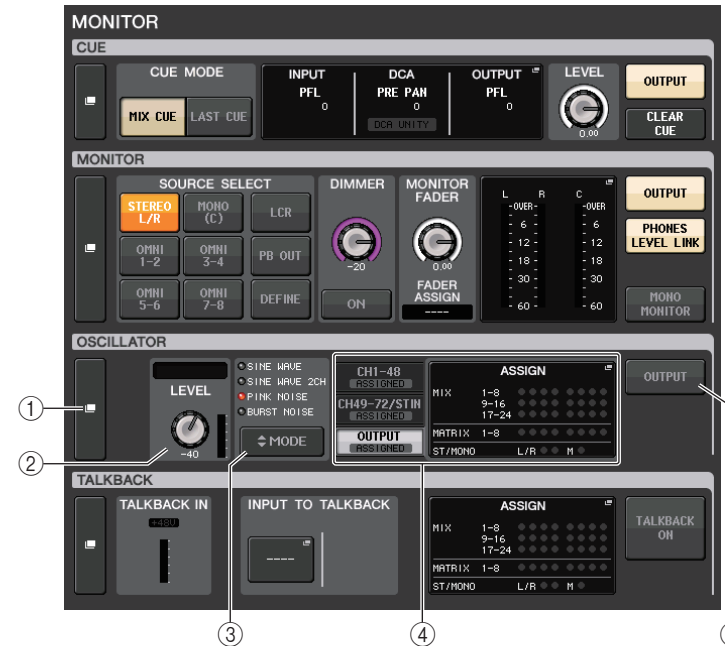 MONITOR
CUE
CUE MODE
MIX CUE
LAST CUE
INPUT
PFL
0
DCA
PRE PAN
0
DCA UNITY
OUTPUT
PFL
0
LEVEL
0.00
OUTPUT
CLEAR
CUE
MONITOR
SOURCE SELECT
STEREO
L/R
MONO
(C)
LCR
OMNI
1-2
OMNI
3-4
PB OUT
OMNI
5-6
OMNI
7-8
DEFINE
DIMMER
-20
ON
MONITOR
FADER
0.00
FADER
ASSIGN
----
L R C
-OVER- -OVER-
- 6 - - 6
- 12 - - 12
- 18 - - 18
- 30 - - 30
- 60 - - 60
OUTPUT
PHONES
LEVEL LINK
MONO
MONITOR
OSCILLATOR
LEVEL
-40
SINE WAVE
SINE WAVE 2CH
PINK NOISE
BURST NOISE
MODE
CH1-48
ASSIGNED
CH49-72/STIN
ASSIGNED
OUTPUT
ASSIGNED
ASSIGN
MIX 1-8
9-16
17-24
MATRIX 1-8
ST/MONO L/R M
OUTPUT
TALKBACK
TALKBACK IN
+48V
INPUT TO TALKBACK
----
ASSIGN
MIX 1-8
9-16
17-24
MATRIX 1-8
ST/MONO L/R M
TALKBACK
ON
①
②
③
④